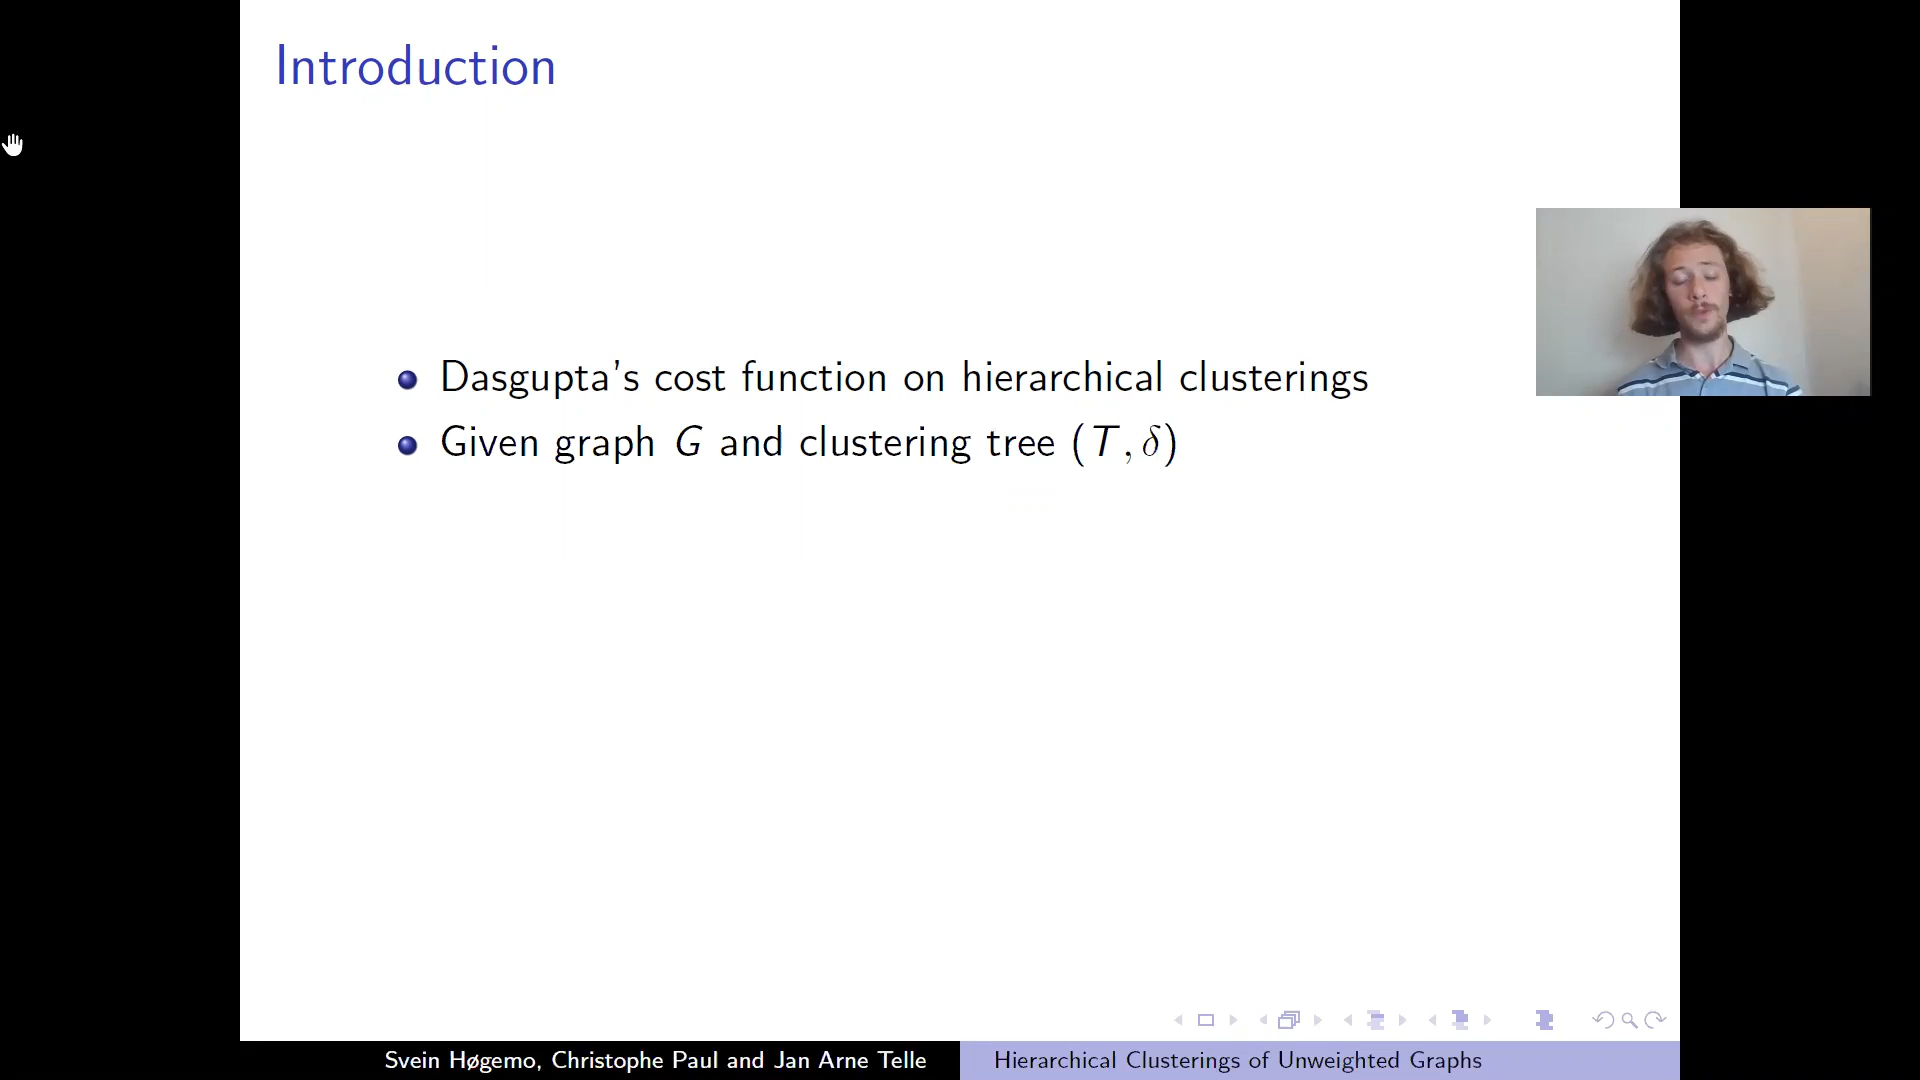 Introduction
Dasgupta's cost function on hierarchical clusterings
Given graph G and clustering tree (T, δ)
Svein Høgemo, Christophe Paul and Jan Arne Telle
Hierarchical Clusterings of Unweighted Graphs